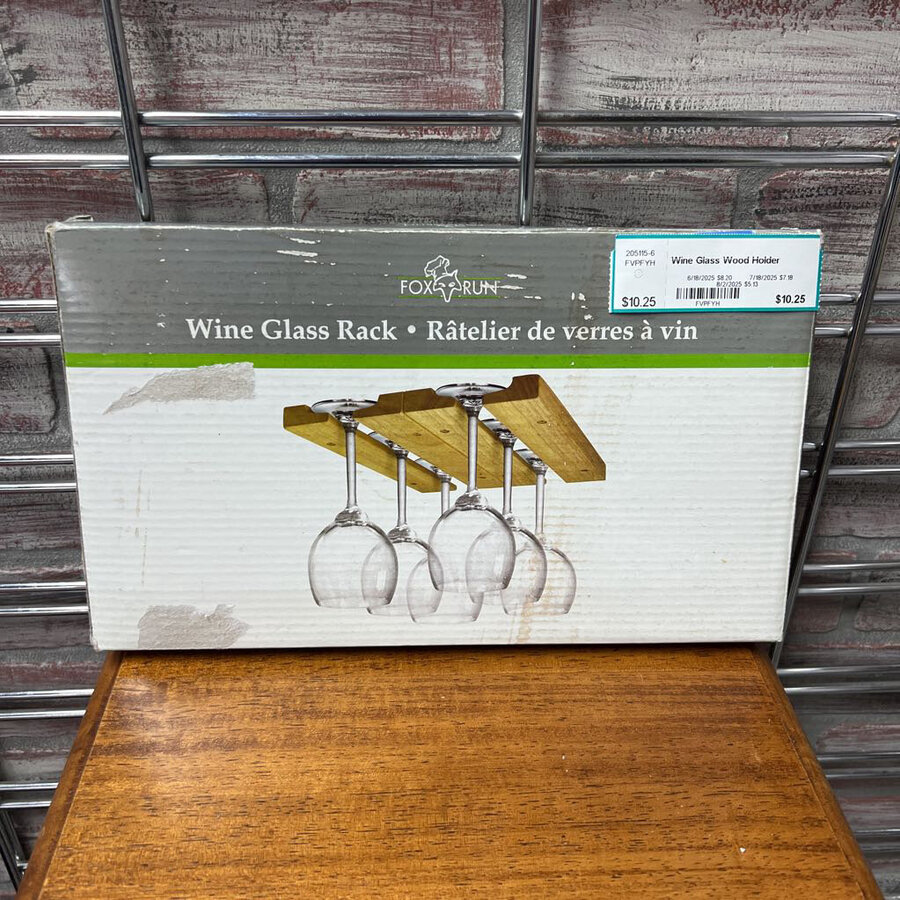 FOX RUN
Wine Glass Rack • Râtelier de verres à vin
205115-6
FVPFYH
$10.25
Wine Glass Wood Holder
6/18/2025 $8.20 7/18/2025 $7.18
8/2/2025 $5.13
FVPFYH
$10.25